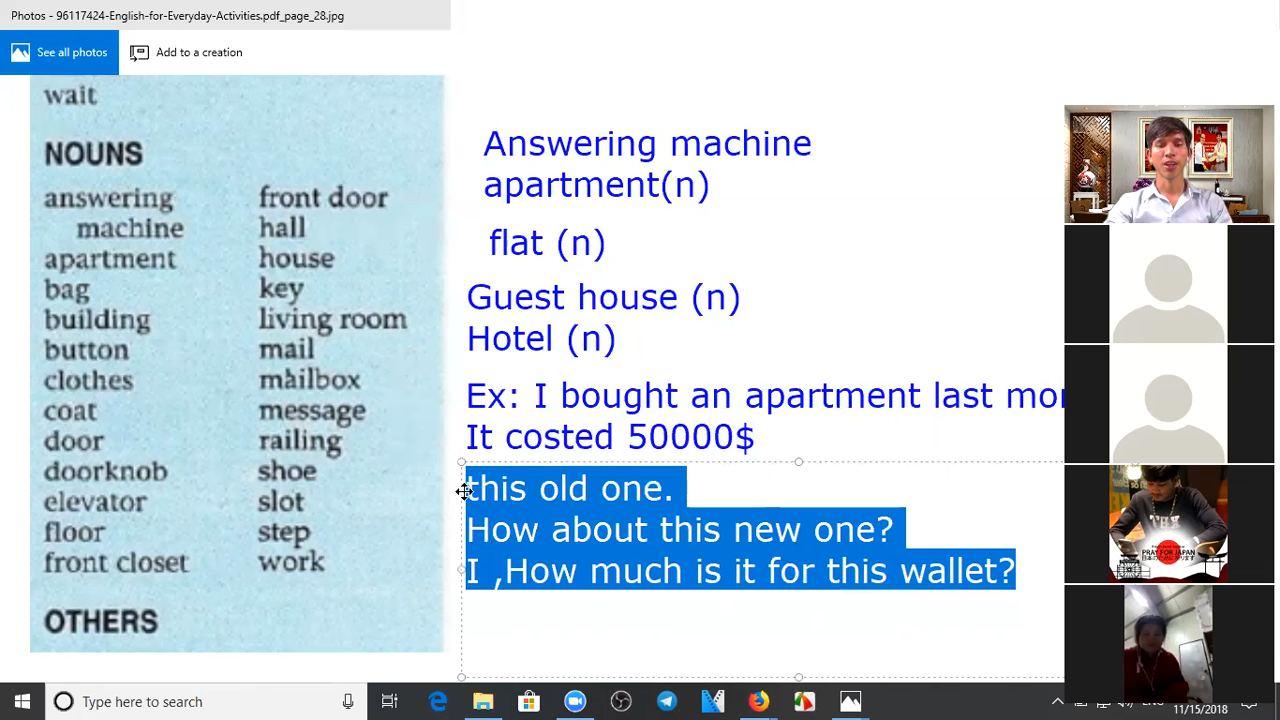 Photos - 96117424-English-for-Everyday-Activities.pdf_page_28.jpg
See all photos
Add to a creation
wait
NOUNS
answering
machine
apartment
bag
building
button
clothes
coat
door
doorknob
elevator
floor
front closet
front door
hall
house
key
living room
mail
mailbox
message
railing
shoe
slot
step
work
OTHERS
Answering machine
apartment(n)
flat (n)
Guest house (n)
Hotel (n)
Ex: I bought an apartment last
It costed 50000$
this old one.
How about this new one?
I ,How much is it for this wallet?
PRAY FOR JAPAN
Type here to search
11/15/2018